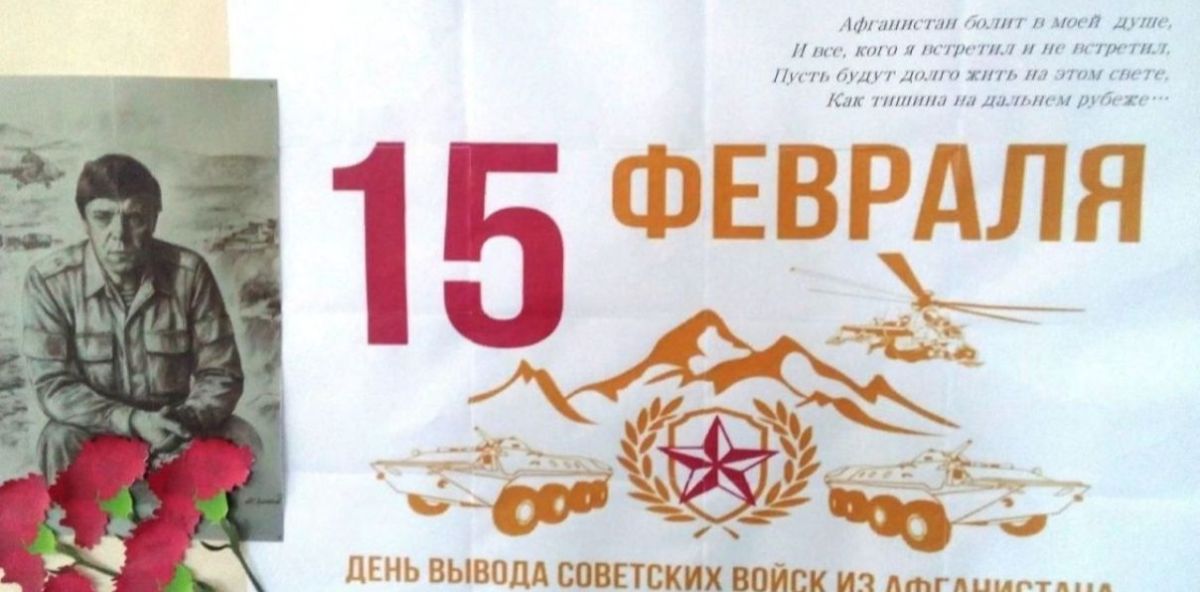 Афганистан болит в моей душе,
И все, кого я встретил и не встретил,
Пусть будут долго жить на этом свете,
Как тишина на дальнем рубеже...
15 ФЕВРАЛЯ
ДЕНЬ ВЫВОДА СОВЕТСКИХ ВОЙСК ИЗ АФГАНИСТАНА